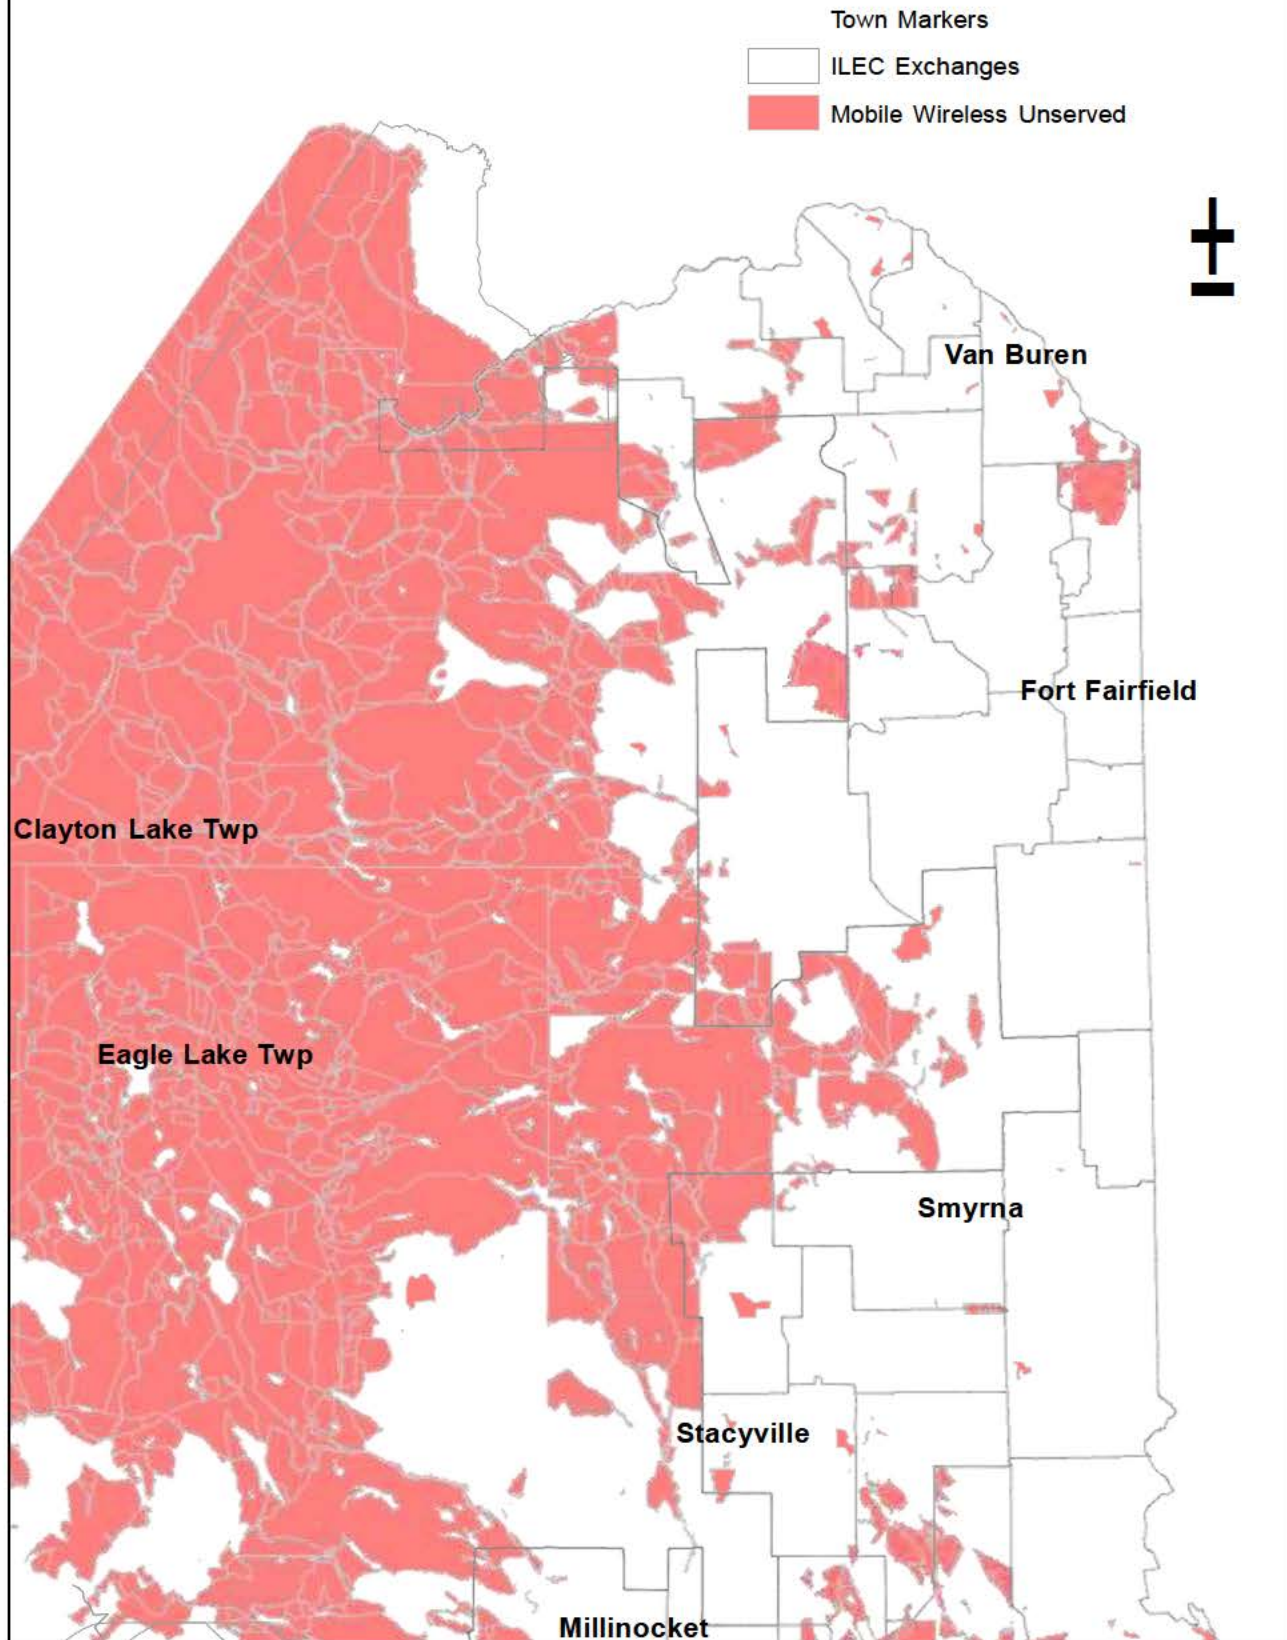 Town Markers
ILEC Exchanges
Mobile Wireless Unserved
Van Buren
Fort Fairfield
Clayton Lake Twp
Eagle Lake Twp
Smyrna
Stacyville
Millinocket